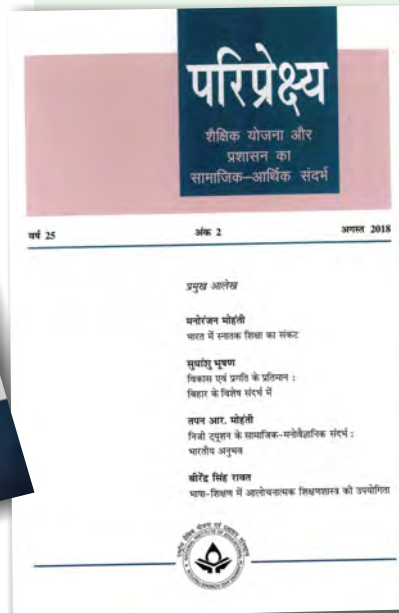 परिप्रेक्ष्य
शैक्षिक योजना और
प्रशासन का
सामाजिक-आर्थिक संदर्भ
वर्ष 25 अंक 2 अगस्त 2018
प्रमुख आलेख
मनोरंजन मोहंती
भारत में स्नातक शिक्षा का संकट
सुधांशु भूषण
विकास एवं प्रगति के प्रतिमान :
बिहार के विशेष संदर्भ में
तपन आर. मोहंती
निजी ट्यूशन के सामाजिक-मनोवैज्ञानिक संदर्भ :
भारतीय अनुभव
बीरेंद्र सिंह रावत
भाषा-शिक्षण में आलोचनात्मक शिक्षणशास्त्र की उपयोगिता